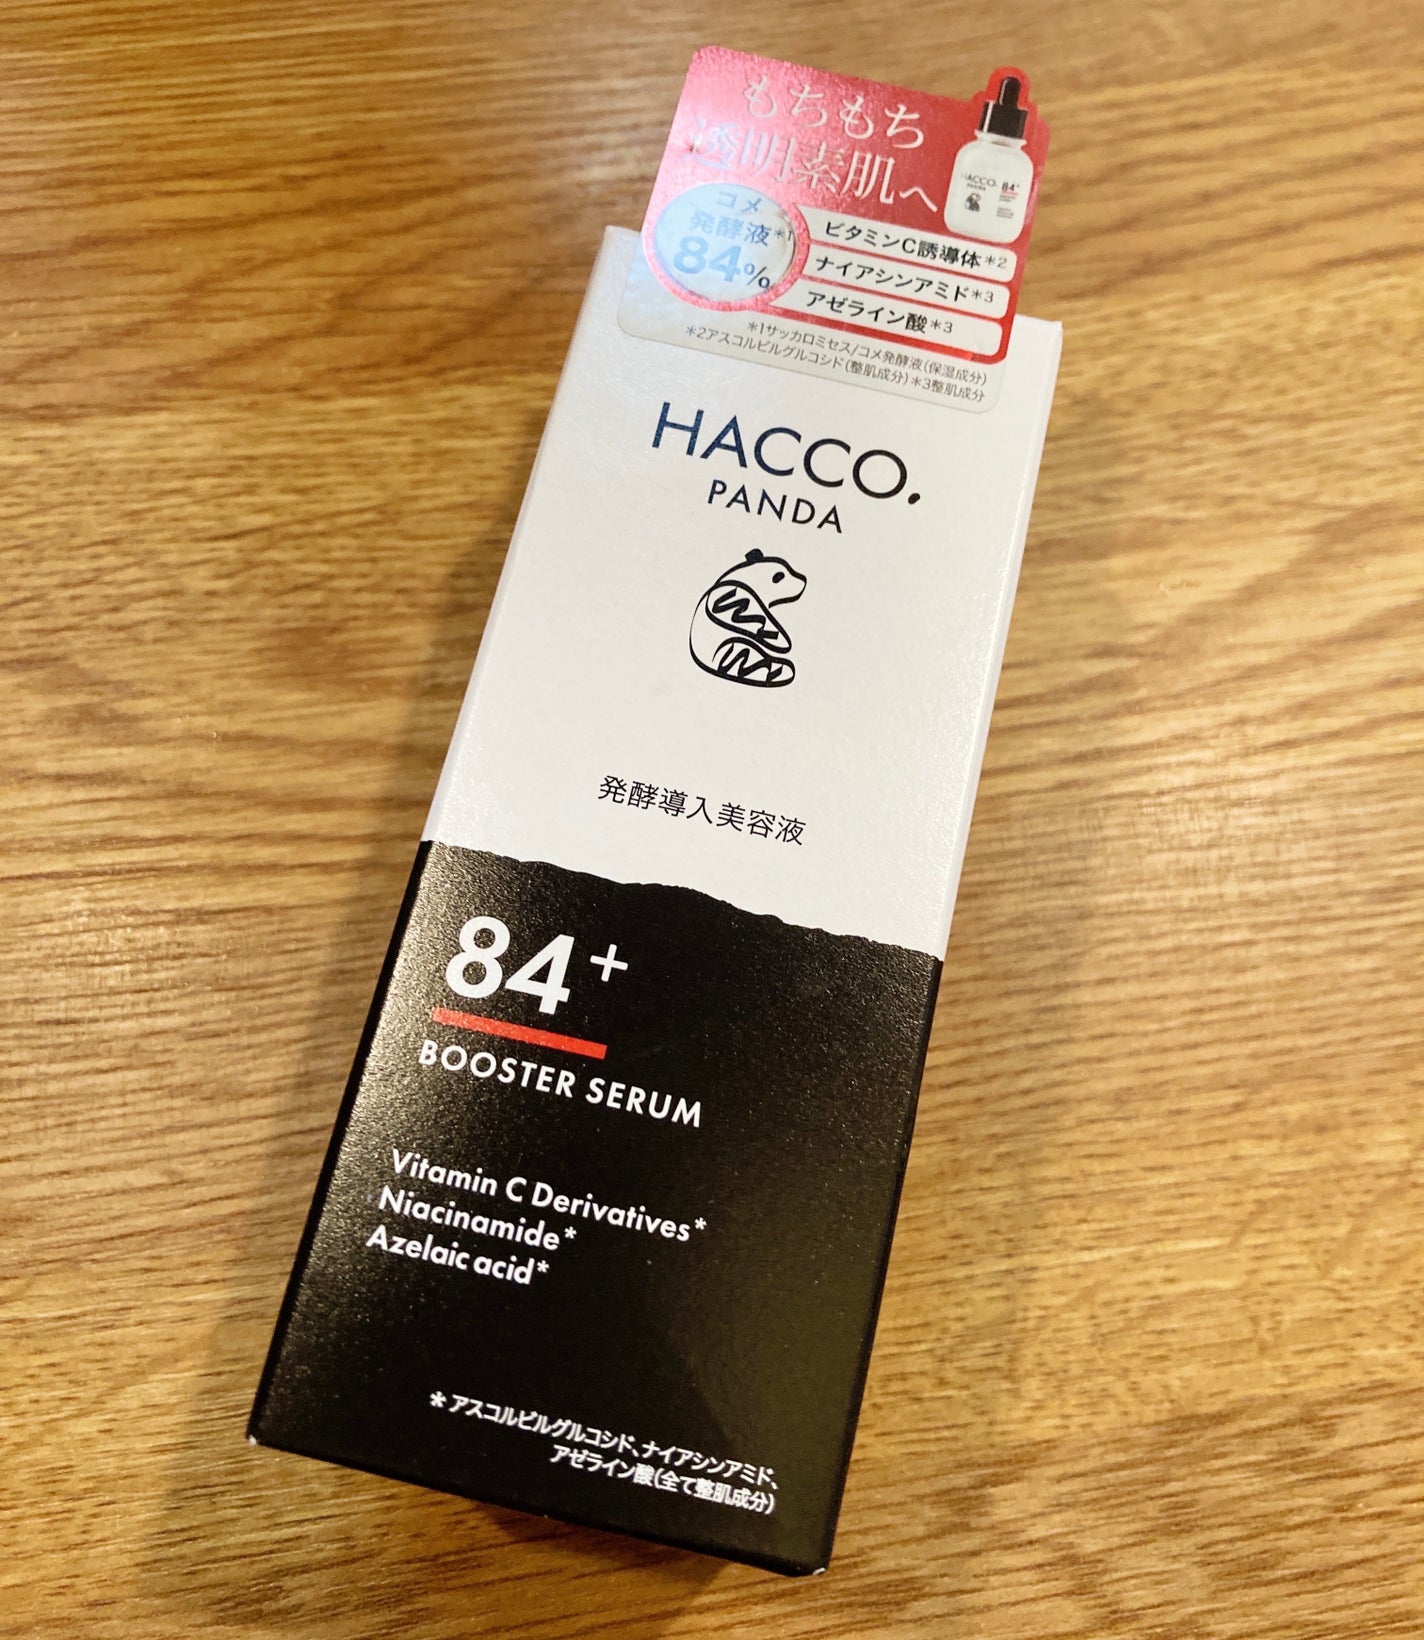 もちもち
透明素肌へ
コメ
発酵液*1
84%
ビタミンC誘導体*2
ナイアシンアミド*3
アゼライン酸*3
*1サッカロミセス/コメ発酵液(保湿成分)
*2アスコルビルグルコシド(整肌成分)*3整肌成分
HACCO.
PANDA
84+
HACCO.
PANDA
発酵導入美容液
84+
BOOSTER SERUM
Vitamin C Derivatives*
Niacinamide*
Azelaic acid*
*アスコルビルグルコシド、ナイアシンアミド、
アゼライン酸(全て整肌成分)